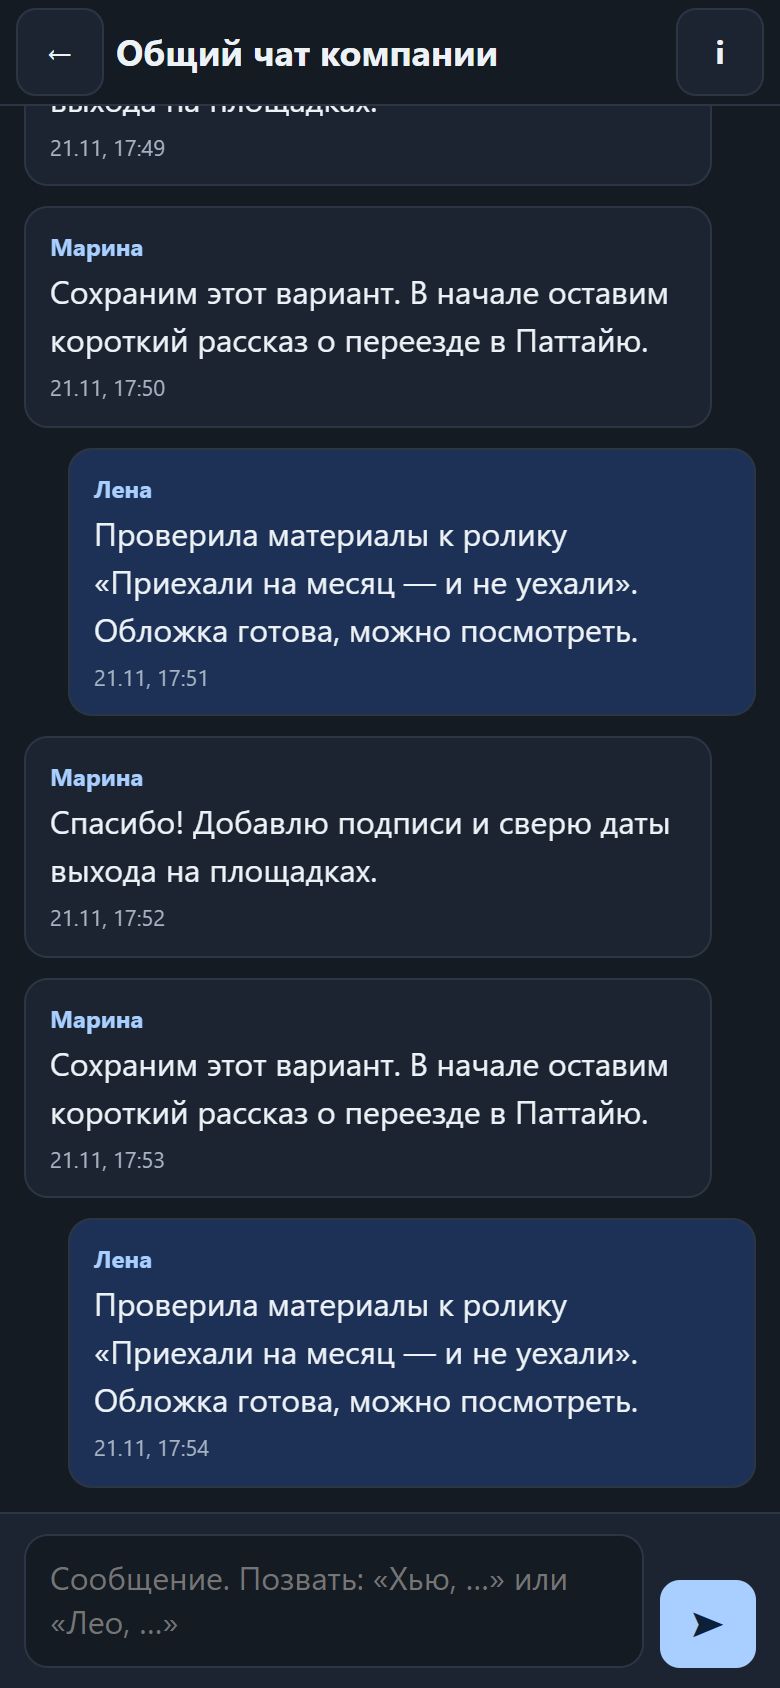 ←
Общий чат компании
i
выхода на площадках.
21.11, 17:49
Марина
Сохраним этот вариант. В начале оставим
короткий рассказ о переезде в Паттайю.
21.11, 17:50
Лена
Проверила материалы к ролику
«Приехали на месяц — и не уехали».
Обложка готова, можно посмотреть.
21.11, 17:51
Марина
Спасибо! Добавлю подписи и сверю даты
выхода на площадках.
21.11, 17:52
Марина
Сохраним этот вариант. В начале оставим
короткий рассказ о переезде в Паттайю.
21.11, 17:53
Лена
Проверила материалы к ролику
«Приехали на месяц — и не уехали».
Обложка готова, можно посмотреть.
21.11, 17:54
Сообщение. Позвать: «Хью, ...» или
«Лео, ...»